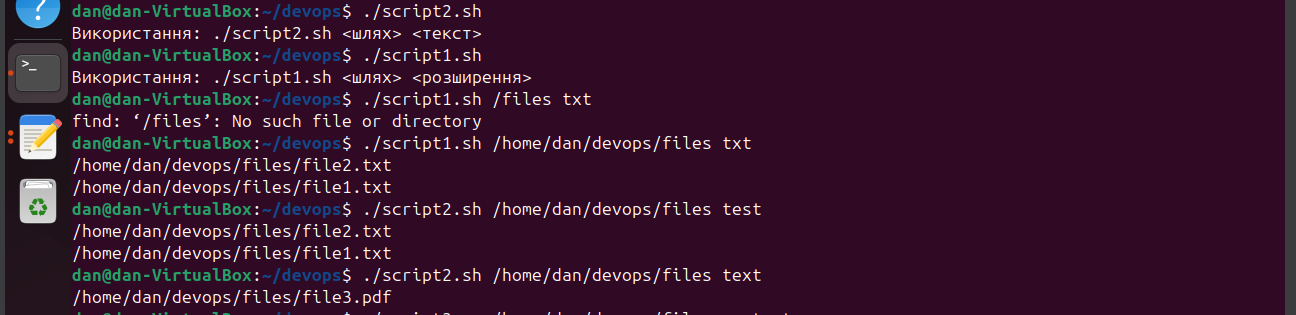 dan@dan-VirtualBox:~/devops$ ./script2.sh
Використання: ./script2.sh <шлях> <текст>
dan@dan-VirtualBox:~/devops$ ./script1.sh
Використання: ./script1.sh <шлях> <розширення>
dan@dan-VirtualBox:~/devops$ ./script1.sh /files txt
find: ‘/files’: No such file or directory
dan@dan-VirtualBox:~/devops$ ./script1.sh /home/dan/devops/files txt
/home/dan/devops/files/file2.txt
/home/dan/devops/files/file1.txt
dan@dan-VirtualBox:~/devops$ ./script2.sh /home/dan/devops/files test
/home/dan/devops/files/file2.txt
/home/dan/devops/files/file1.txt
dan@dan-VirtualBox:~/devops$ ./script2.sh /home/dan/devops/files text
/home/dan/devops/files/file3.pdf